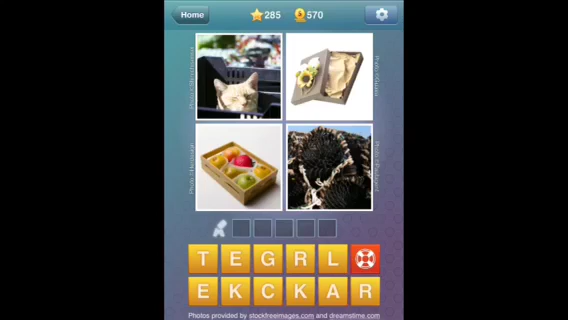 Home
285
570
T E G R L
E K C K A R
Photos provided by stockfreeimages.com and dreamstime.com